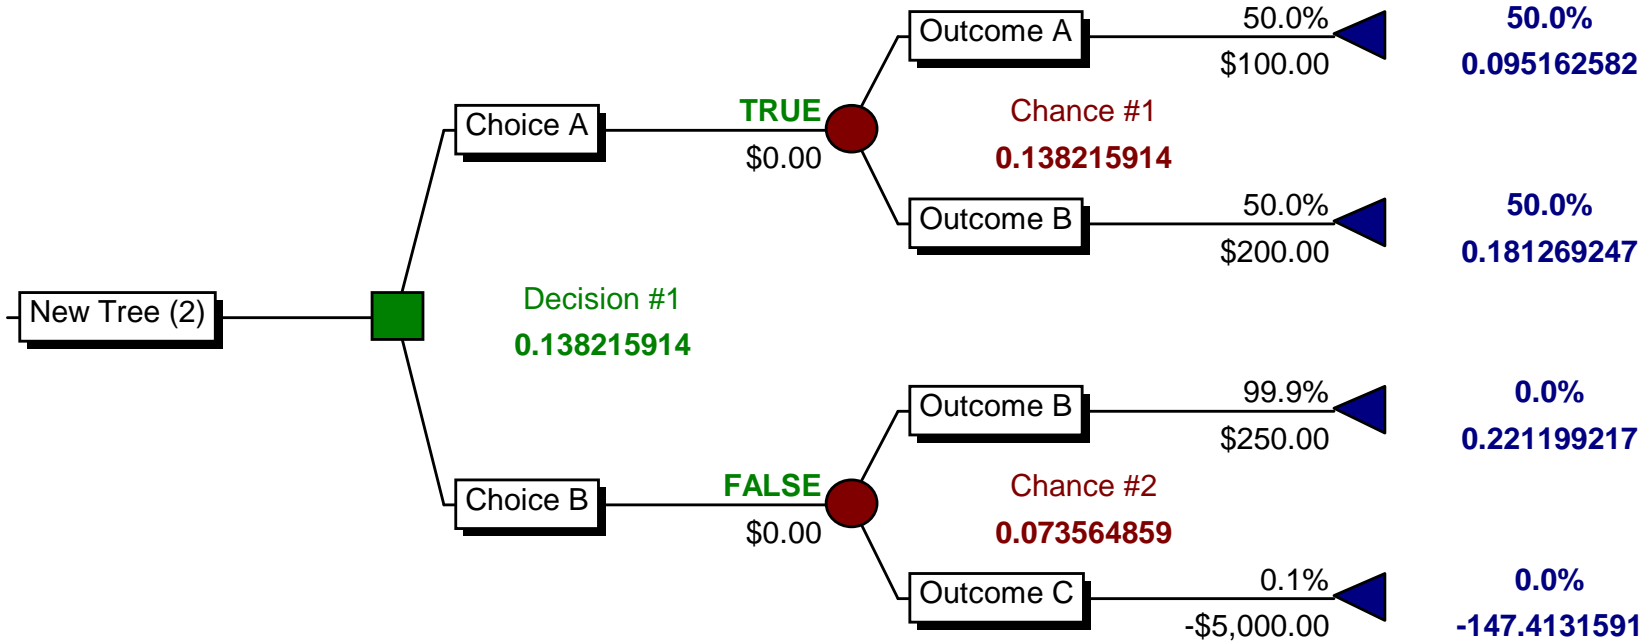 50.0%
50.0%
Outcome A
$100.00
0.095162582
TRUE
Chance #1
Choice A
$0.00
0.138215914
50.0%
50.0%
Outcome B
$200.00
0.181269247
New Tree (2)
Decision #1
0.138215914
99.9%
0.0%
Outcome B
$250.00
0.221199217
FALSE
Chance #2
Choice B
$0.00
0.073564859
0.1%
0.0%
Outcome C
-$5,000.00
-147.4131591